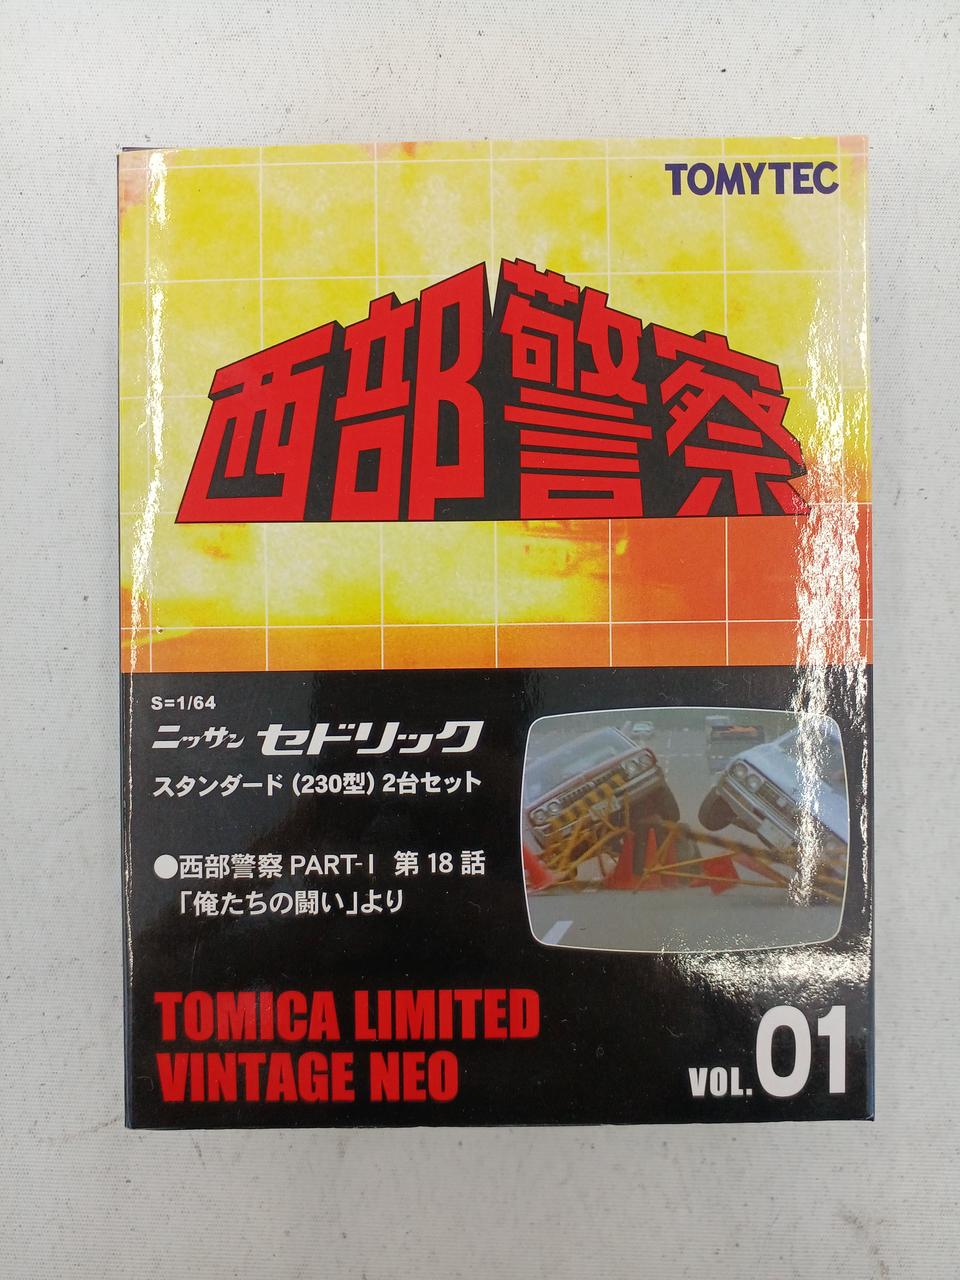 TOMYTEC
西部警察
S=1/64
ニッサン セドリック
スタンダード（230型）2台セット
●西部警察 PART-I 第18話
「俺たちの闘い」より
TOMICA LIMITED
VINTAGE NEO
VOL.01